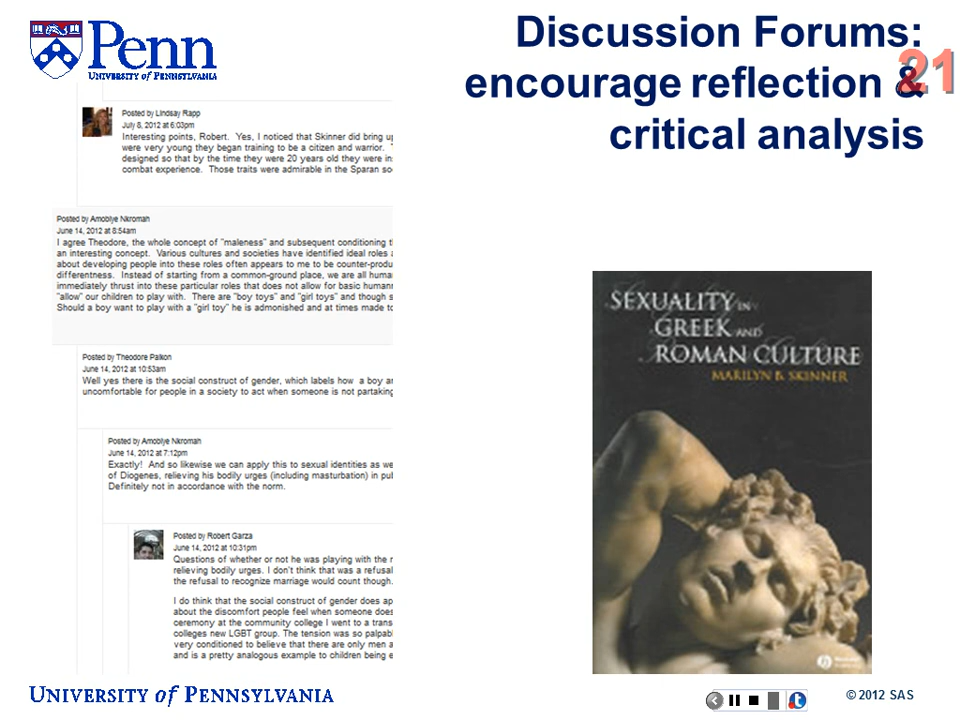 Penn
UNIVERSITY of PENNSYLVANIA
Discussion Forums:
encourage reflection &
critical analysis
21
Posted by Lindsay Rapp
July 8, 2012 at 6:03pm
Interesting points, Robert. Yes, I noticed that Skinner did bring up
were very young they began training to be a citizen and warrior.
designed so that by the time they were 20 years old they were in
combat experience. Those traits were admirable in the Sparan so
Posted by Amoblye Nkromah
June 14, 2012 at 8:54am
I agree Theodore, the whole concept of "maleness" and subsequent conditioning t
an interesting concept. Various cultures and societies have identified ideal roles a
about developing people into these roles often appears to me to be counter-produ
differentness. Instead of starting from a common-ground place, we are all huma
immediately thrust into these particular roles that does not allow for basic human
"allow" our children to play with. There are "boy toys" and "girl toys" and though s
Should a boy want to play with a "girl toy" he is admonished and at times made to
Posted by Theodore Palkon
June 14, 2012 at 10:53am
Well yes there is the social construct of gender, which labels how a boy a
uncomfortable for people in a society to act when someone is not partaking
Posted by Amoblye Nkromah
June 14, 2012 at 7:12pm
Exactly! And so likewise we can apply this to sexual identities as we
of Diogenes, relieving his bodily urges (including masturbation) in pu
Definitely not in accordance with the norm.
Posted by Robert Garza
June 14, 2012 at 10:31pm
Questions of whether or not he was playing with the
relieving bodily urges. I don't think that was a refusal
the refusal to recognize marriage would count though.
I do think that the social construct of gender does ap
about the discomfort people feel when someone does
ceremony at the community college I went to a trans
colleges new LGBT group. The tension was so palpab
very conditioned to believe that there are only men a
and is a pretty analogous example to children being e
SEXUALITY IN
GREEK AND
ROMAN CULTURE
MARILYN B. SKINNER
UNIVERSITY of PENNSYLVANIA
© 2012 SAS